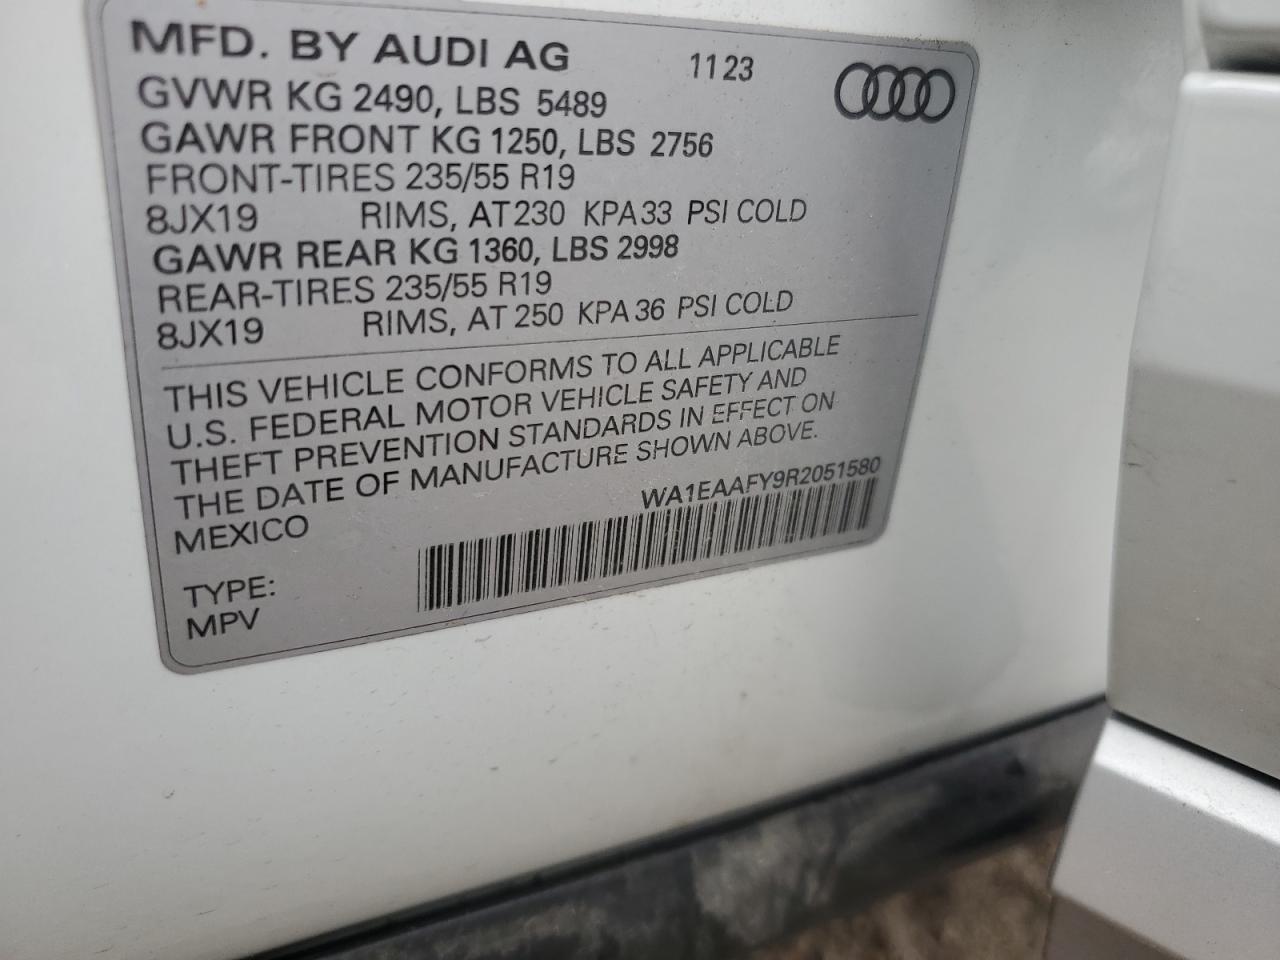 MFD. BY AUDI AG 1123
GVWR KG 2490, LBS 5489
GAWR FRONT KG 1250, LBS 2756
FRONT-TIRES 235/55 R19
8JX19 RIMS, AT 230 KPA 33 PSI COLD
GAWR REAR KG 1360, LBS 2998
REAR-TIRES 235/55 R19
8JX19 RIMS, AT 250 KPA 36 PSI COLD
THIS VEHICLE CONFORMS TO ALL APPLICABLE
U.S. FEDERAL MOTOR VEHICLE SAFETY AND
THEFT PREVENTION STANDARDS IN EFFECT ON
THE DATE OF MANUFACTURE SHOWN ABOVE.
WA1EAAFY9R2051580
MEXICO
TYPE:
MPV